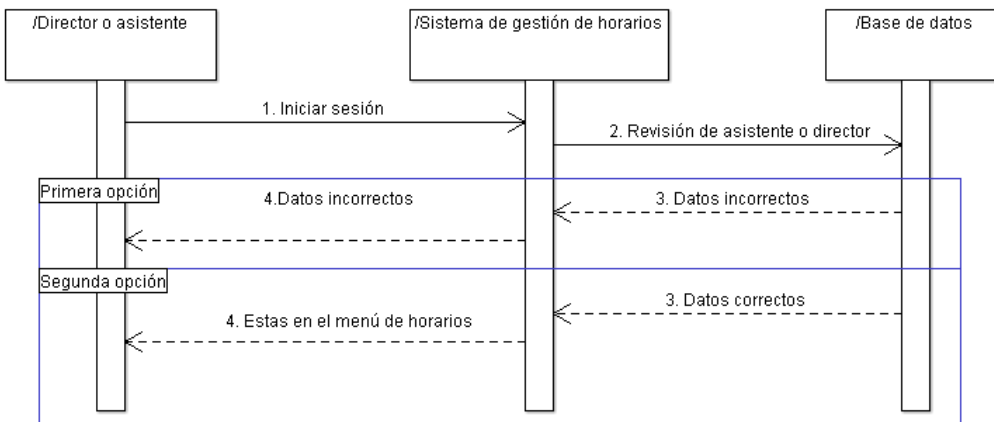 /Director o asistente
/Sistema de gestión de horarios
/Base de datos
1. Iniciar sesión
2. Revisión de asistente o director
Primera opción
4.Datos incorrectos
3. Datos incorrectos
Segunda opción
3. Datos correctos
4. Estas en el menú de horarios